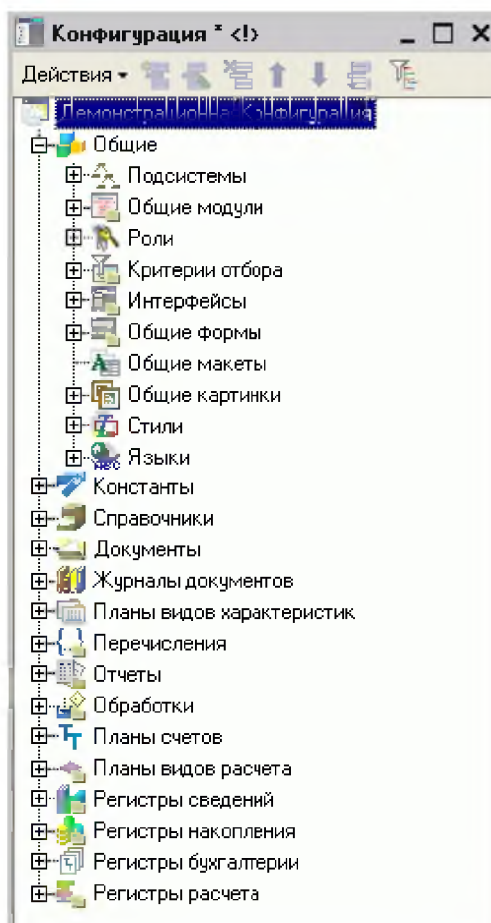 Конфигурация * <!>
Действия
Демонстрационная Конфигурация
Общие
Подсистемы
Общие модули
Роли
Критерии отбора
Интерфейсы
Общие формы
Общие макеты
Общие картинки
Стили
Языки
Константы
Справочники
Документы
Журналы документов
Планы видов характеристик
Перечисления
Отчеты
Обработки
Планы счетов
Планы видов расчета
Регистры сведений
Регистры накопления
Регистры бухгалтерии
Регистры расчета